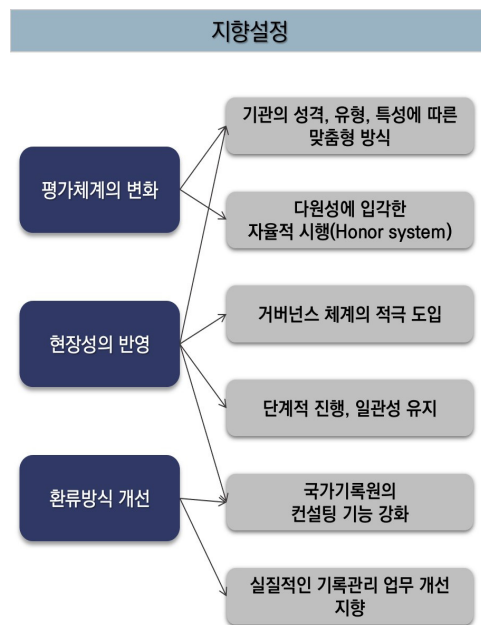 지향설정
평가체계의 변화
현장성의 반영
환류방식 개선
기관의 성격, 유형, 특성에 따른
맞춤형 방식
다원성에 입각한
자율적 시행(Honor system)
거버넌스 체계의 적극 도입
단계적 진행, 일관성 유지
국가기록원의
컨설팅 기능 강화
실질적인 기록관리 업무 개선
지향